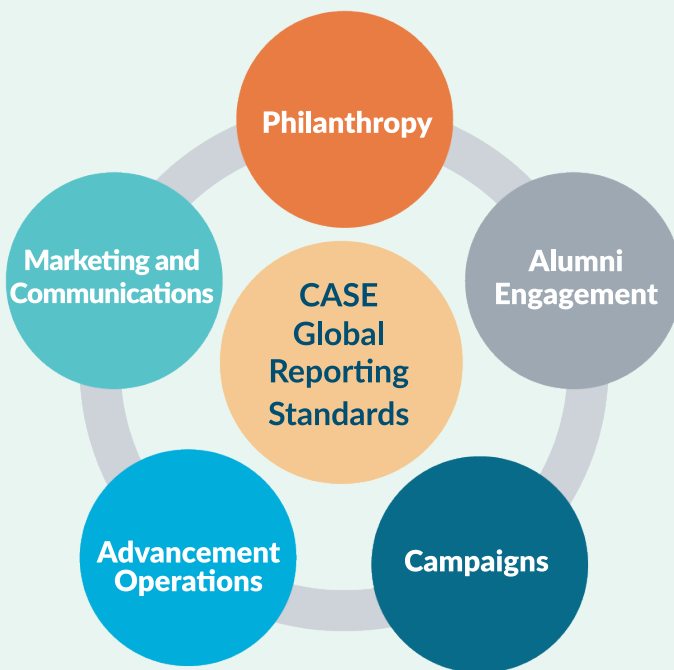 Philanthropy
Marketing and
Communications
Alumni
Engagement
CASE
Global
Reporting
Standards
Advancement
Operations
Campaigns